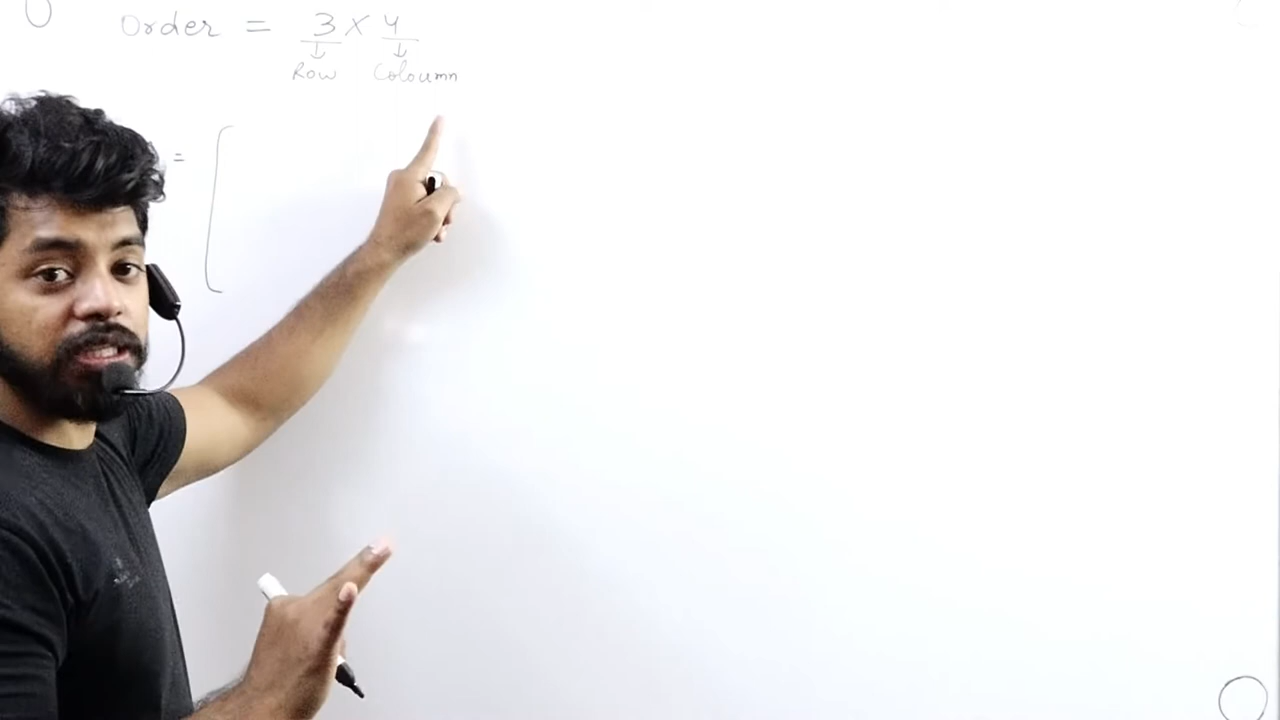 Order = 3 × 4
Row Coloumn
= [